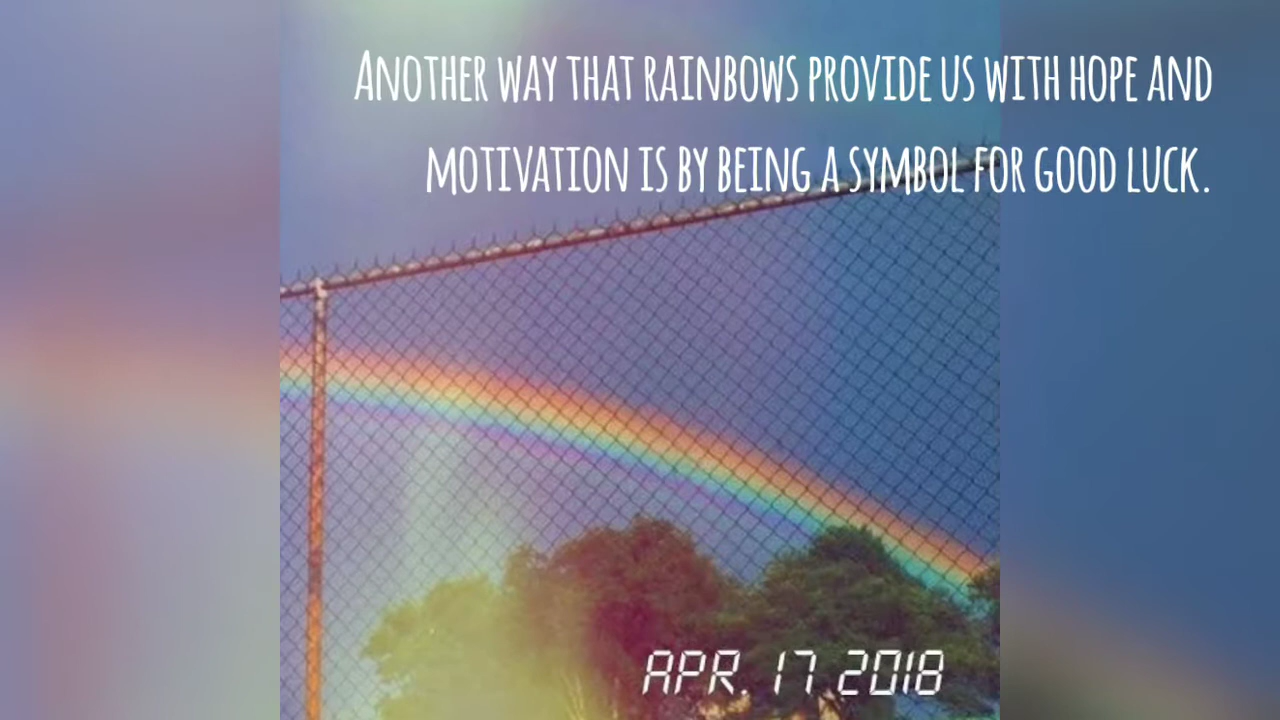 Another way that rainbows provide us with hope and
motivation is by being a symbol for good luck.
APR. 17 2018